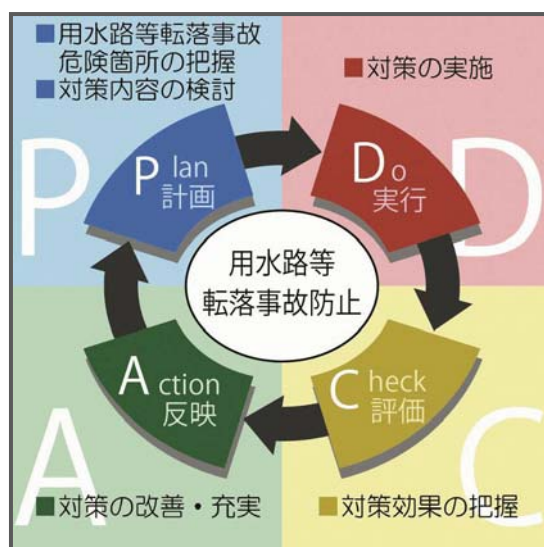 ■用水路等転落事故
危険箇所の把握
■対策内容の検討
P
Plan
計画
■対策の実施
D
Do
実行
用水路等
転落事故防止
A
Action
反映
■対策の改善・充実
C
Check
評価
■対策効果の把握